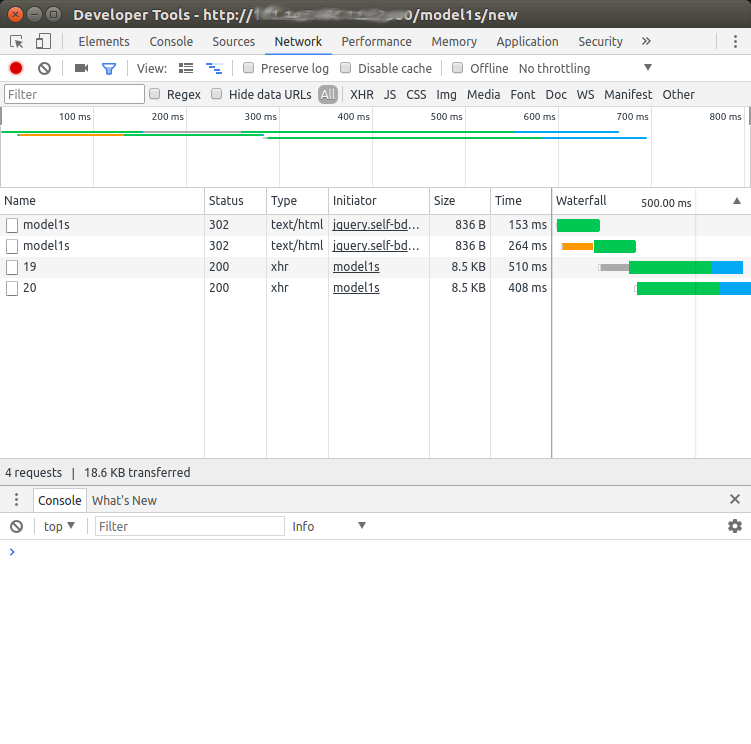 Developer Tools - http://
/model1s/new
Elements Console Sources Network Performance Memory Application Security »
View: Preserve log Disable cache Offline No throttling
Filter Regex Hide data URLs All XHR JS CSS Img Media Font Doc WS Manifest Other
100 ms 200 ms 300 ms 400 ms 500 ms 600 ms 700 ms 800 ms
Name Status Type Initiator Size Time Waterfall 500.00 ms
model1s 302 text/html jquery.self-bd... 836 B 153 ms
model1s 302 text/html jquery.self-bd... 836 B 264 ms
19 200 xhr model1s 8.5 KB 510 ms
20 200 xhr model1s 8.5 KB 408 ms
4 requests | 18.6 KB transferred
Console What's New
top Filter Info